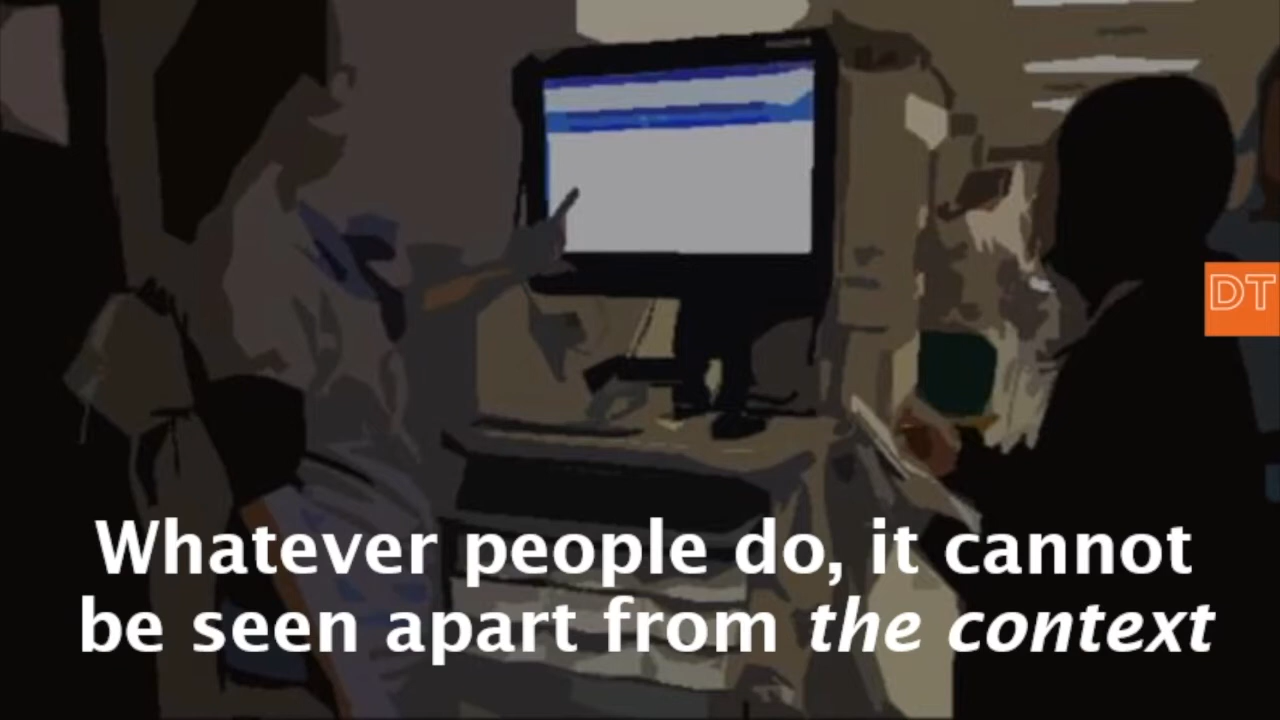 DT
Whatever people do, it cannot
be seen apart from the context